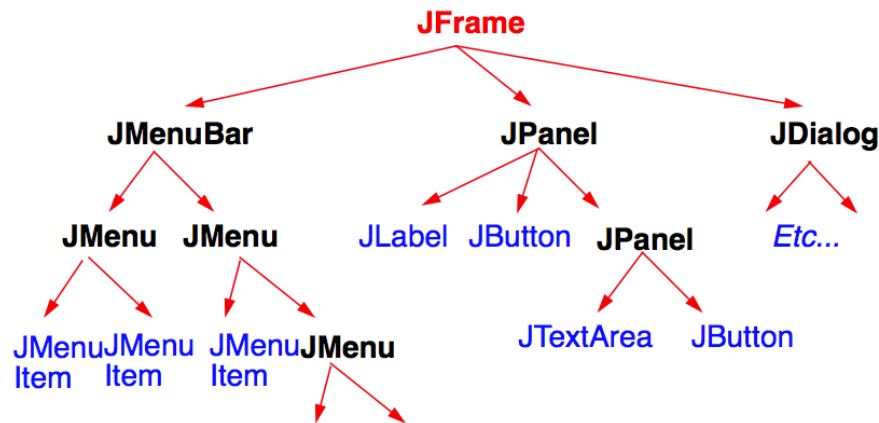 JFrame
JMenuBar JPanel JDialog
JMenu JMenu JLabel JButton JPanel Etc...
JMenu JMenu JMenu JMenu JTextArea JButton
Item Item Item